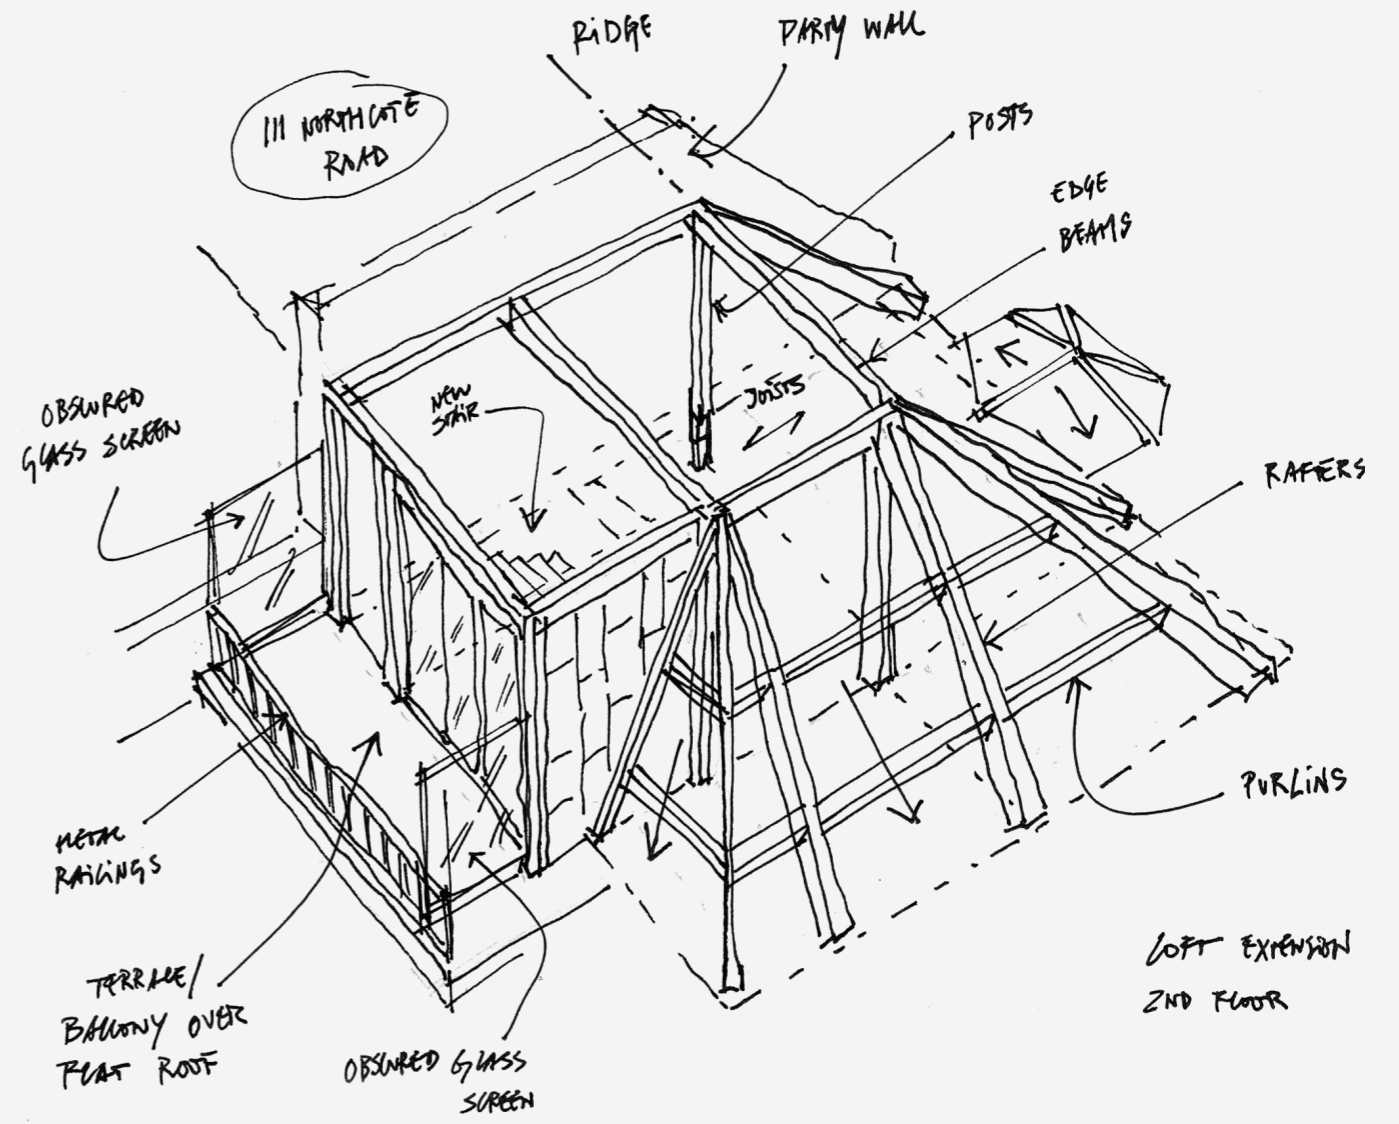 RIDGE
PARTY WALL
111 NORTHCOTE
ROAD
POSTS
EDGE
BEAMS
OBSCURED
GLASS SCREEN
NEW
STAIR
JOISTS
RAFTERS
PURLINS
METAL
RAILINGS
TERRACE/
BALCONY OVER
FLAT ROOF
OBSCURED GLASS
SCREEN
LOFT EXTENSION
2ND FLOOR